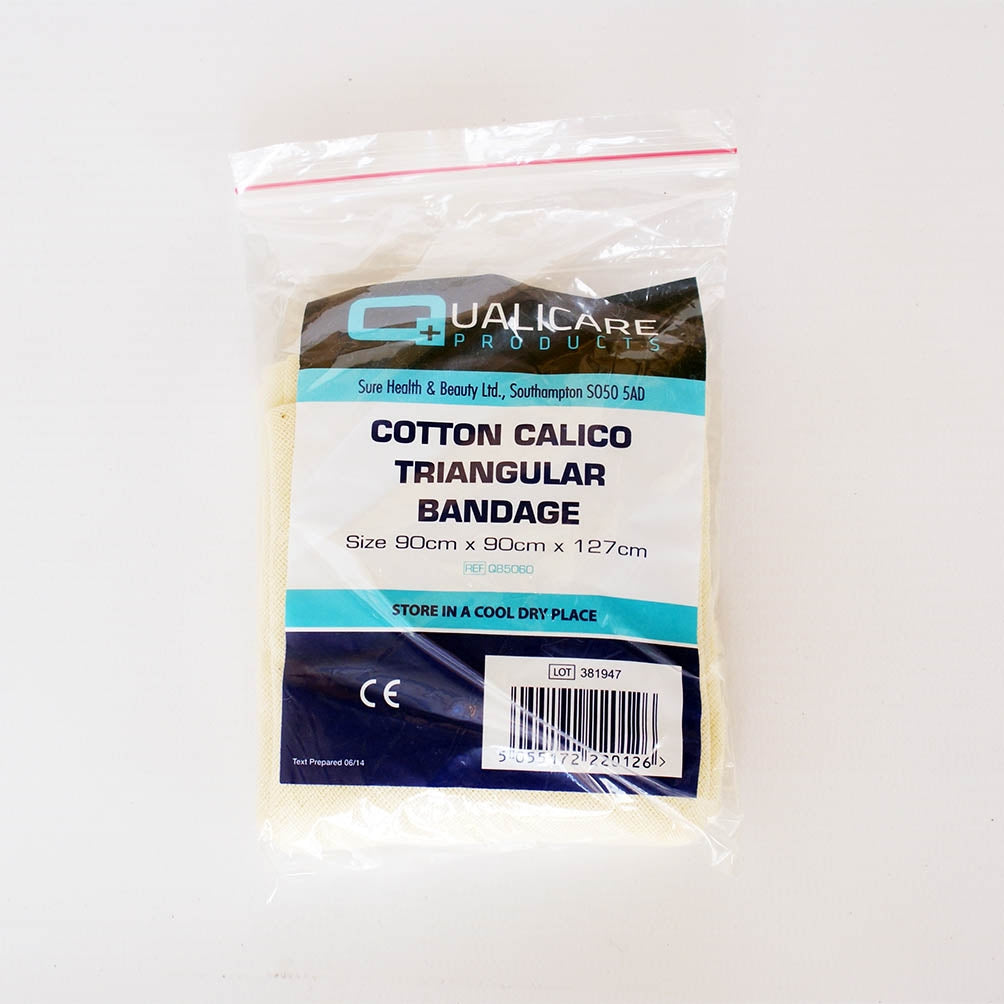 QUALICARE
PRODUCTS
Sure Health & Beauty Ltd., Southampton SO50 5AD
COTTON CALICO
TRIANGULAR
BANDAGE
Size 90cm x 90cm x 127cm
REF QB5060
STORE IN A COOL DRY PLACE
LOT 381947
CE
5 055172 220126 >
Text Prepared 06/14